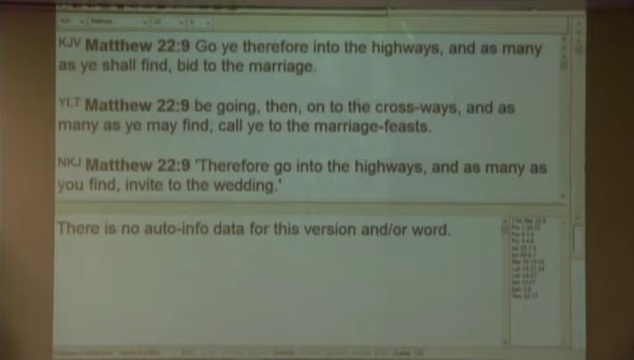 KJV Matthew 22:9 Go ye therefore into the highways, and as many
as ye shall find, bid to the marriage.
YLT Matthew 22:9 be going, then, on to the cross-ways, and as
many as ye may find, call ye to the marriage-feasts.
NKJ Matthew 22:9 'Therefore go into the highways, and as many as
you find, invite to the wedding.'
There is no auto-info data for this version and/or word.